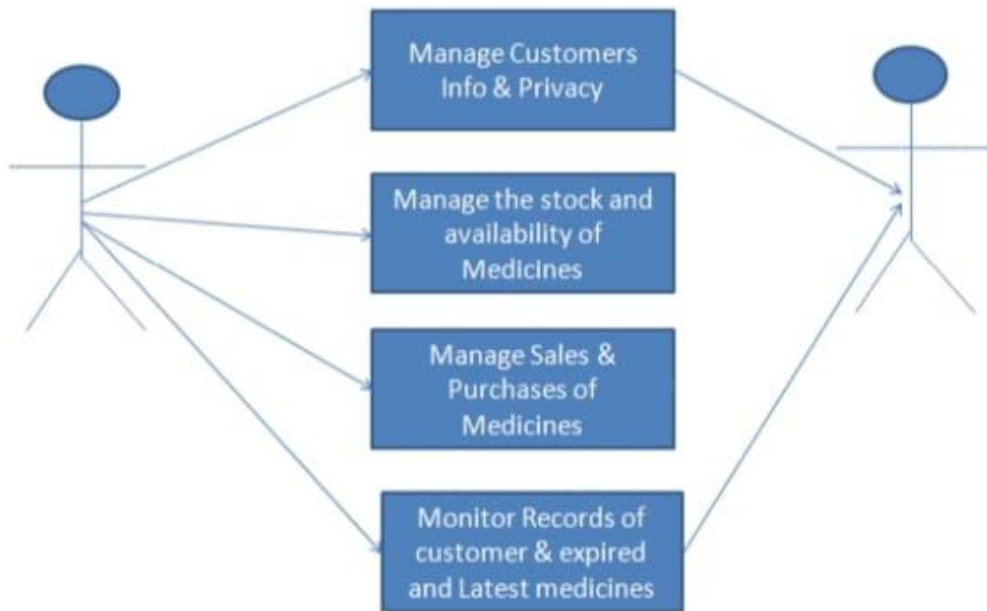 Manage Customers
Info & Privacy
Manage the stock and
availability of
Medicines
Manage Sales &
Purchases of
Medicines
Monitor Records of
customer & expired
and Latest medicines